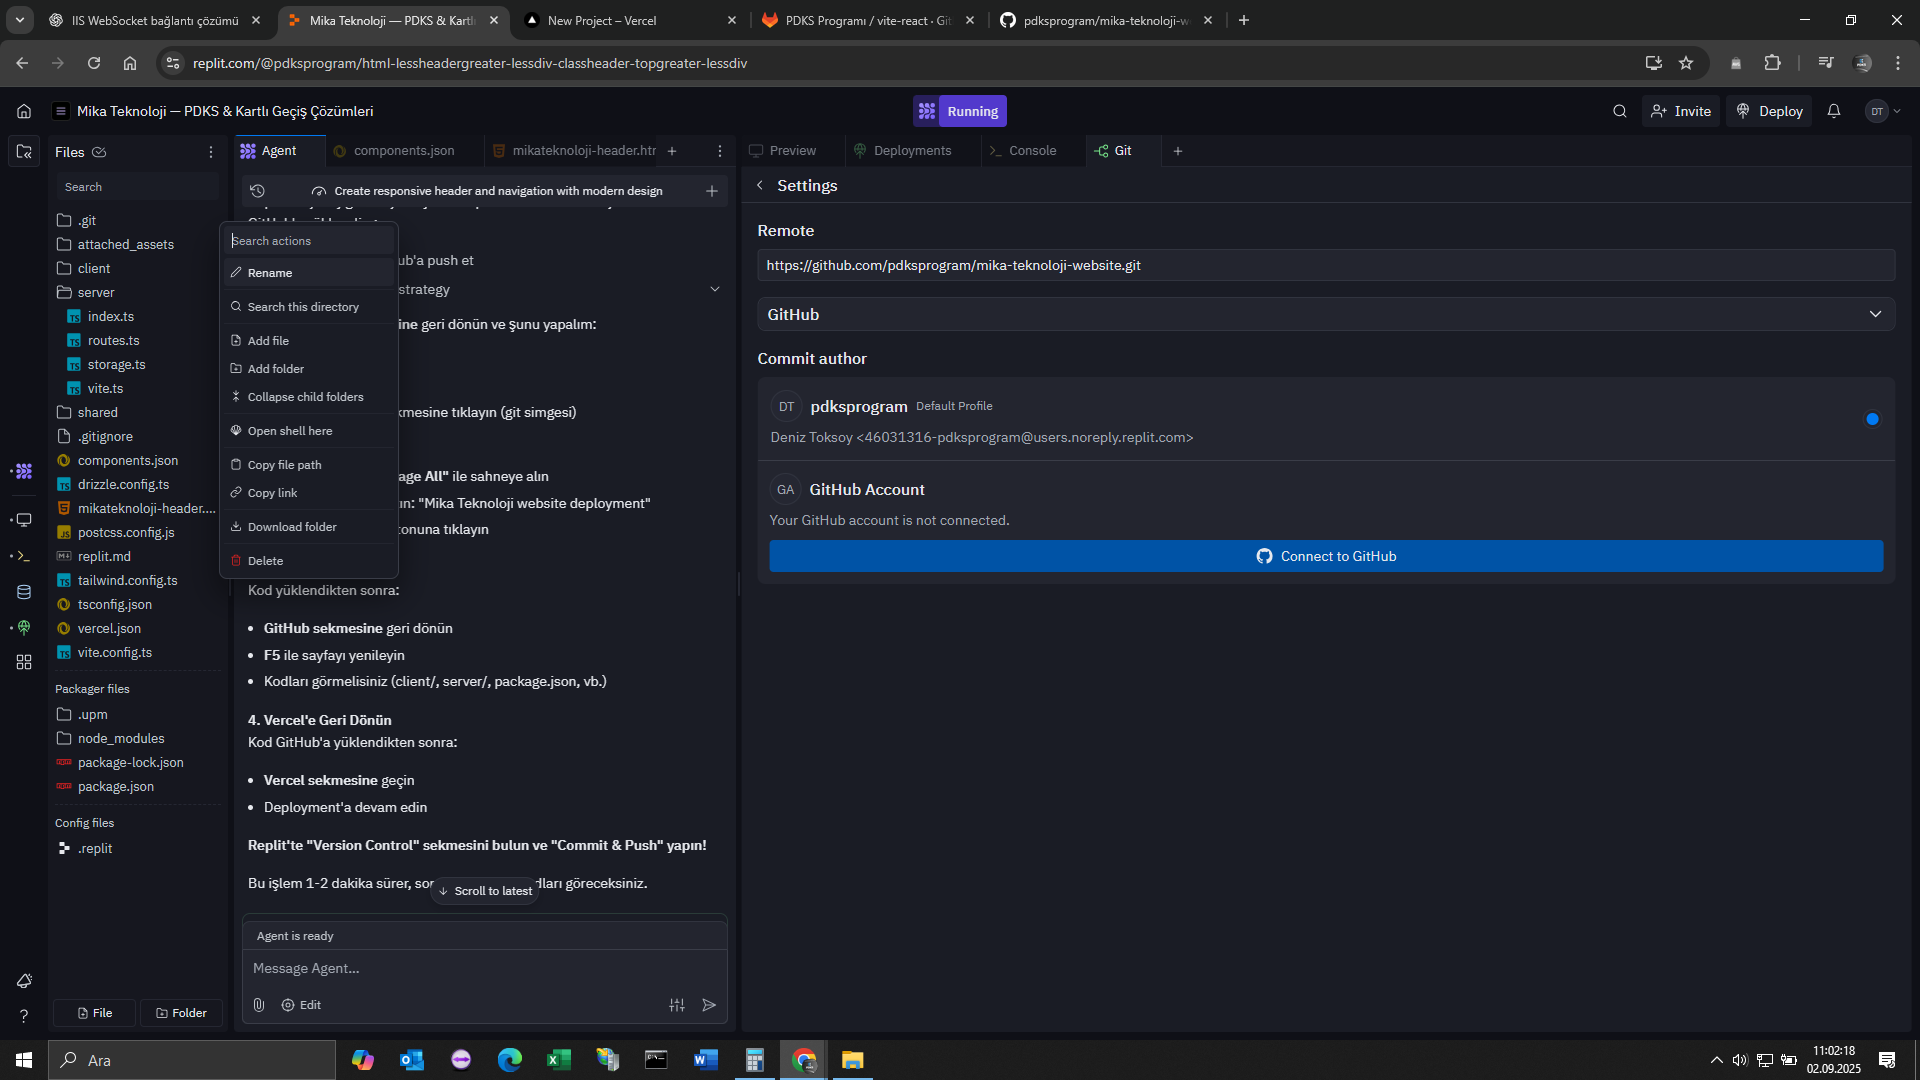 IIS WebSocket bağlantı çözümü
Mika Teknoloji — PDKS & Kartlı
New Project – Vercel
PDKS Programı / vite-react · Git
pdksprogram/mika-teknoloji-w
replit.com/@pdksprogram/html-lessheadergreater-lessdiv-classheader-topgreater-lessdiv
Mika Teknoloji — PDKS & Kartlı Geçiş Çözümleri
Running
Invite
Deploy
DT
Files
Search
.git
attached_assets
client
server
index.ts
routes.ts
storage.ts
vite.ts
shared
.gitignore
components.json
drizzle.config.ts
mikateknoloji-header....
postcss.config.js
replit.md
tailwind.config.ts
tsconfig.json
vercel.json
vite.config.ts
Packager files
.upm
node_modules
package-lock.json
package.json
Config files
.replit
File
Folder
Search actions
Rename
Search this directory
Add file
Add folder
Collapse child folders
Open shell here
Copy file path
Copy link
Download folder
Delete
Agent
components.json
mikateknoloji-header.htr
Create responsive header and navigation with modern design
ub'a push et
strategy
ine geri dönün ve şunu yapalım:
kmesine tıklayın (git simgesi)
age All" ile sahneye alın
ın: "Mika Teknoloji website deployment"
tonuna tıklayın
Kod yüklendikten sonra:
• GitHub sekmesine geri dönün
• F5 ile sayfayı yenileyin
• Kodları görmelisiniz (client/, server/, package.json, vb.)
4. Vercel'e Geri Dönün
Kod GitHub'a yüklendikten sonra:
• Vercel sekmesine geçin
• Deployment'a devam edin
Replit'te "Version Control" sekmesini bulun ve "Commit & Push" yapın!
Bu işlem 1-2 dakika sürer, sor dları göreceksiniz.
Scroll to latest
Agent is ready
Message Agent...
Edit
Preview
Deployments
Console
Git
Settings
Remote
https://github.com/pdksprogram/mika-teknoloji-website.git
GitHub
Commit author
DT
pdksprogram Default Profile
Deniz Toksoy <46031316-pdksprogram@users.noreply.replit.com>
GA
GitHub Account
Your GitHub account is not connected.
Connect to GitHub
Ara
11:02:18
02.09.2025